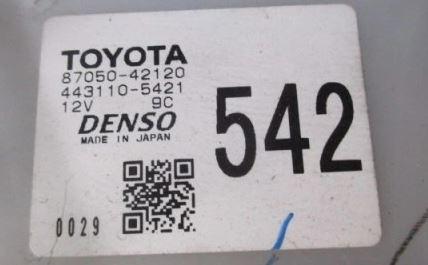 TOYOTA
87050-42120
443110-5421
12V 9C
DENSO
MADE IN JAPAN
542
0029